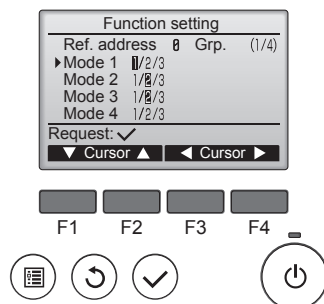 Function setting
Ref. address 0 Grp. (1/4)
Mode 1 1/2/3
Mode 2 1/2/3
Mode 3 1/2/3
Mode 4 1/2/3
Request: ✓
▼ Cursor ▲ ◀ Cursor ▶
F1 F2 F3 F4